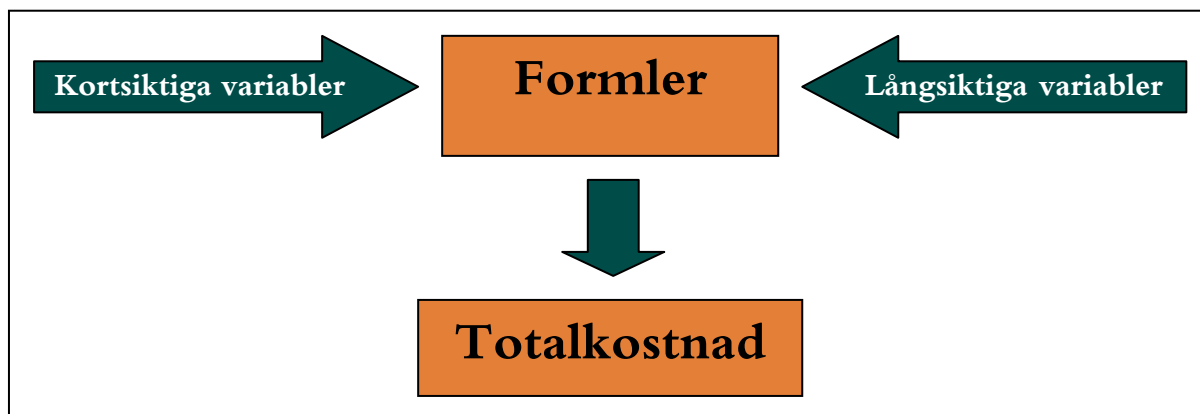 Kortsiktiga variabler
Formler
Långsiktiga variabler
Totalkostnad